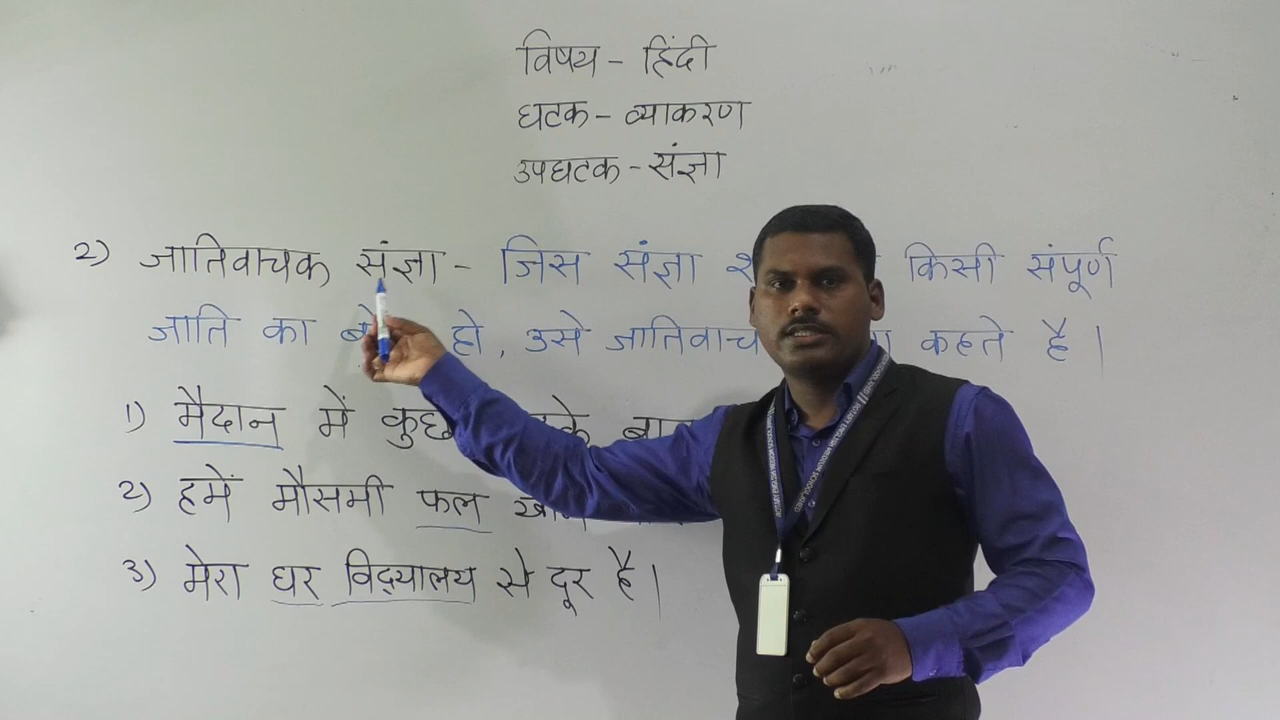 विषय - हिंदी
घटक - व्याकरण
उपघटक - संज्ञा
2) जातिवाचक संज्ञा - जिस संज्ञा किसी संपूर्ण
जाति का हो, उसे कहते है।
1) मैदान में
2) हमें मौसमी फल
3) मेरा घर विद्‌यालय से दूर है।